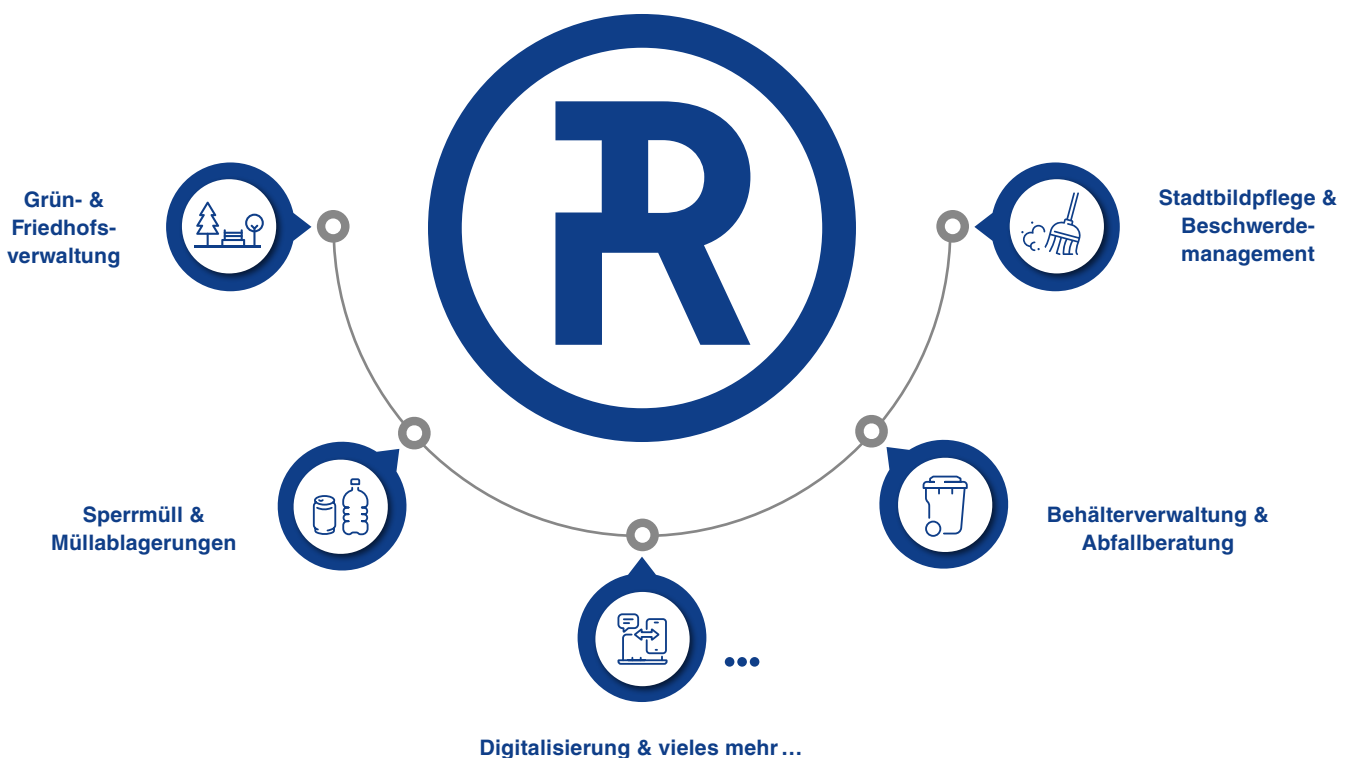 R
Grün- &
Friedhofs-
verwaltung
Stadtbildpflege &
Beschwerde-
management
Sperrmüll &
Müllablagerungen
Behälterverwaltung &
Abfallberatung
Digitalisierung & vieles mehr ...